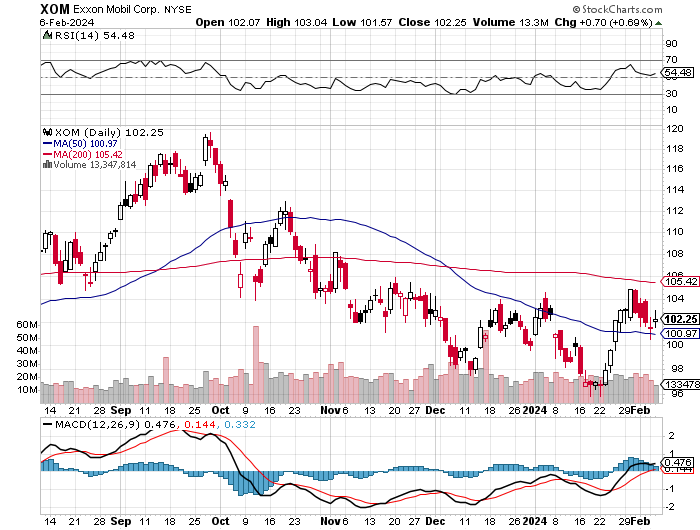 XOM Exxon Mobil Corp. NYSE
© StockCharts.com
6-Feb-2024
Open 102.07 High 103.04 Low 101.57 Close 102.25 Volume 13.3M Chg +0.70 (+0.69%)
RSI(14) 54.48
90
70
54.48
50
30
10
XOM (Daily) 102.25
MA(50) 100.97
MA(200) 105.42
Volume 13,347,814
120
118
116
114
112
110
108
106
105.42
104
102.25
100.97
100
98
96
13347814
60M
50M
40M
30M
20M
10M
14 21 28 Sep 11 18 25 Oct 9 16 23 Nov 6 13 20 Dec 11 18 26 2024 8 16 22 29 Feb
MACD(12,26,9) 0.476, 0.144, 0.332
2
1
0.476
0.144
-1
-2
14 21 28 Sep 11 18 25 Oct 9 16 23 Nov 6 13 20 27 Dec 11 18 26 2024 8 16 22 29 Feb